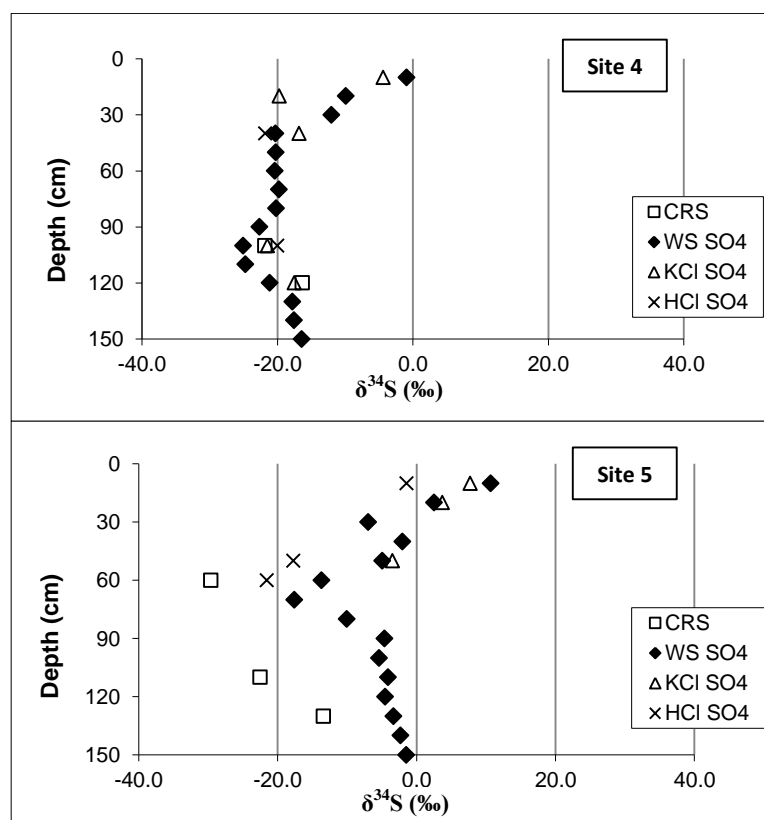 Site 4
0
30
60
90
120
150
Depth (cm)
-40.0 -20.0 0.0 20.0 40.0
δ³⁴S (‰)
CRS
WS SO4
KCl SO4
HCl SO4
Site 5
0
30
60
90
120
150
Depth (cm)
-40.0 -20.0 0.0 20.0 40.0
δ³⁴S (‰)
CRS
WS SO4
KCl SO4
HCl SO4